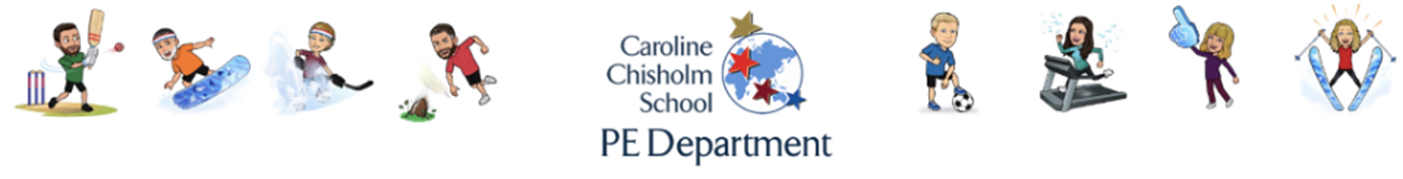 Caroline
Chisholm
School
PE Department